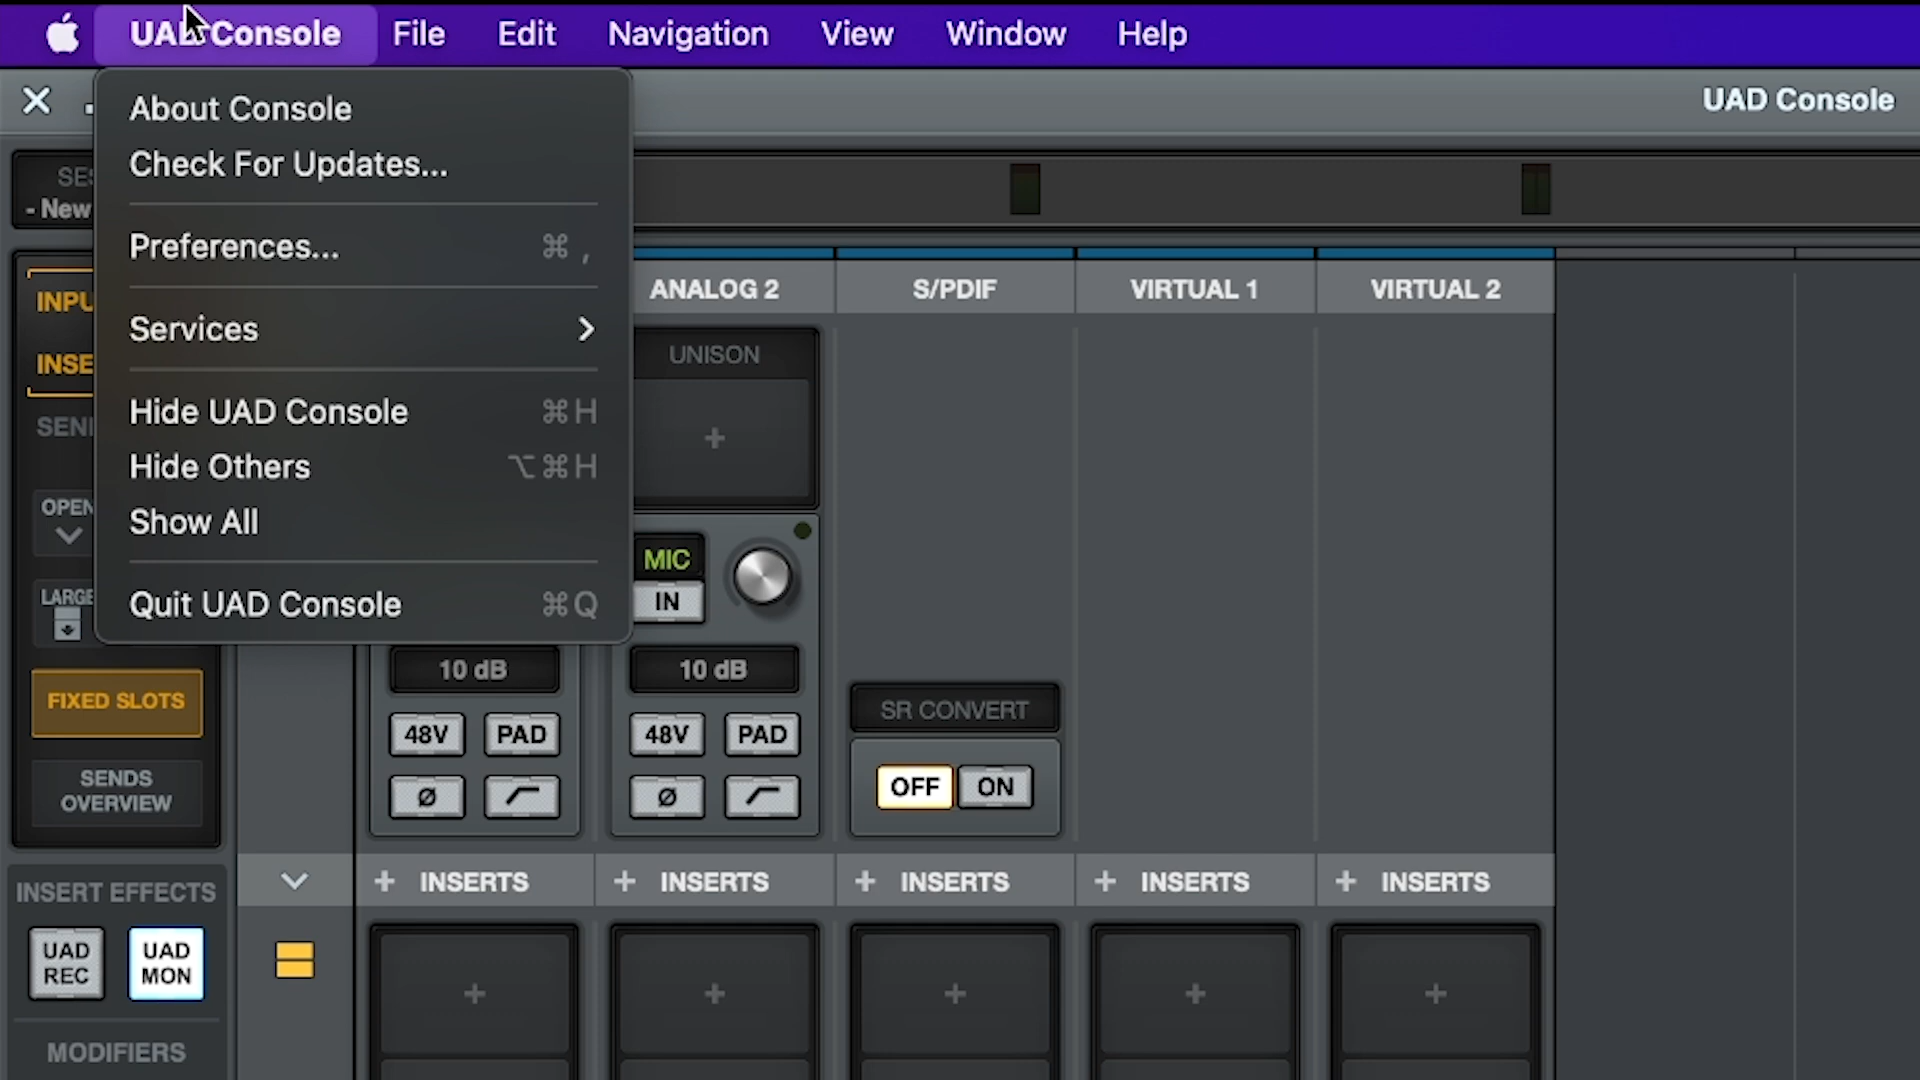 UAD Console File Edit Navigation View Window Help
UAD Console
About Console
Check For Updates...
Preferences... ⌘ ,
Services
Hide UAD Console ⌘ H
Hide Others ⌥ ⌘ H
Show All
Quit UAD Console ⌘ Q
- New
ANALOG 2 S/PDIF VIRTUAL 1 VIRTUAL 2
UNISON
+
OPEN
LARGE
MIC
IN
10 dB 10 dB
FIXED SLOTS
SR CONVERT
48V PAD 48V PAD
SENDS
OVERVIEW
OFF ON
Ø Ø
INSERT EFFECTS
+ INSERTS + INSERTS + INSERTS + INSERTS + INSERTS
UAD
REC
UAD
MON
+ + + + +
MODIFIERS